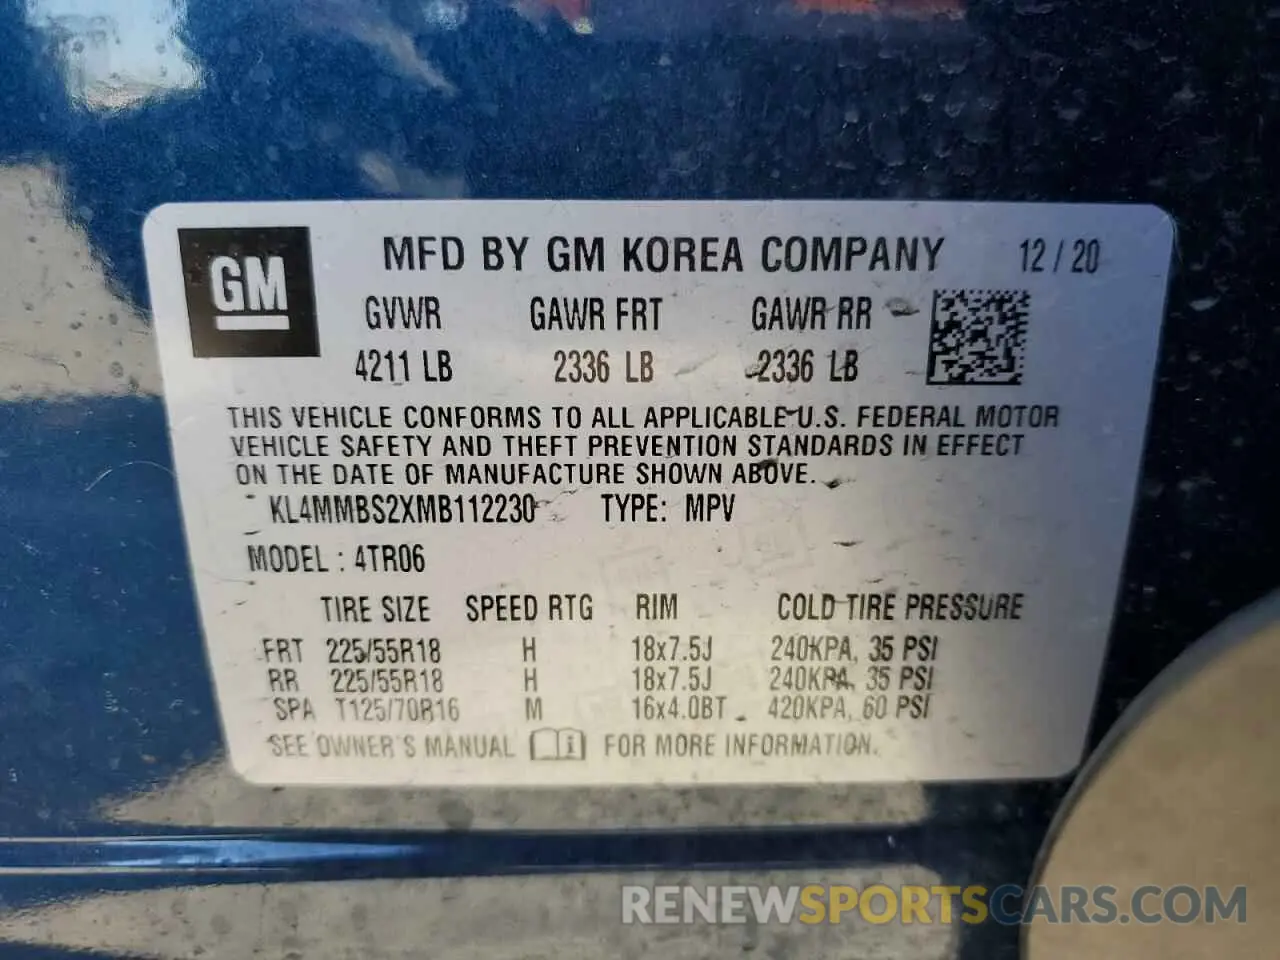 GM
MFD BY GM KOREA COMPANY 12/20
GVWR GAWR FRT GAWR RR
4211 LB 2336 LB 2336 LB
THIS VEHICLE CONFORMS TO ALL APPLICABLE U.S. FEDERAL MOTOR
VEHICLE SAFETY AND THEFT PREVENTION STANDARDS IN EFFECT
ON THE DATE OF MANUFACTURE SHOWN ABOVE.
KL4MMBS2XMB112230 TYPE: MPV
MODEL : 4TR06
TIRE SIZE SPEED RTG RIM COLD TIRE PRESSURE
FRT 225/55R18 H 18x7.5J 240KPA, 35 PSI
RR 225/55R18 H 18x7.5J 240KPA, 35 PSI
SPA T125/70R16 M 16x4.0BT 420KPA, 60 PSI
SEE OWNER'S MANUAL i FOR MORE INFORMATION.
RENEWSPORTSCARS.COM